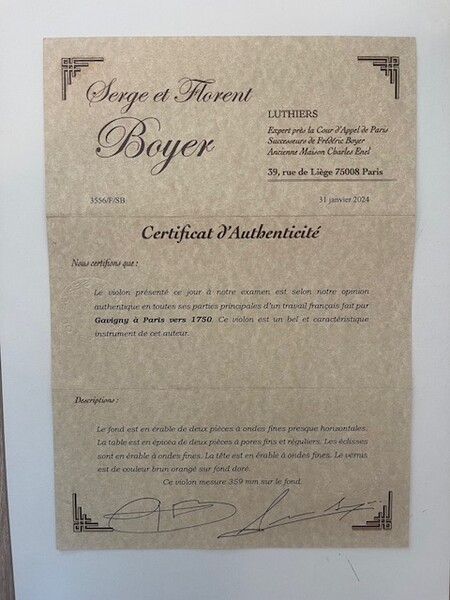 Serge et Florent
Boyer
LUTHIERS
Expert près la Cour d'Appel de Paris
Successeurs de Frédéric Boyer
Ancienne Maison Charles Enel
39, rue de Liège 75008 Paris
3556/F/SB
31 janvier 2024
Certificat d'Authenticité
Nous certifions que :
Le violon présenté ce jour à notre examen est selon notre opinion
authentique en toutes ses parties principales d'un travail français fait par
Gavigny à Paris vers 1750. Ce violon est un bel et caractéristique
instrument de cet auteur.
Descriptions :
Le fond est en érable de deux pièces à ondes fines presque horisontales.
La table est en épicéa de deux pièces à pores fins et réguliers. Les éclisses
sont en érable à ondes fines. La tête est en érable à ondes fines. Le vernis
est de couleur brun orangé sur fond doré.
Ce violon mesure 359 mm sur le fond.